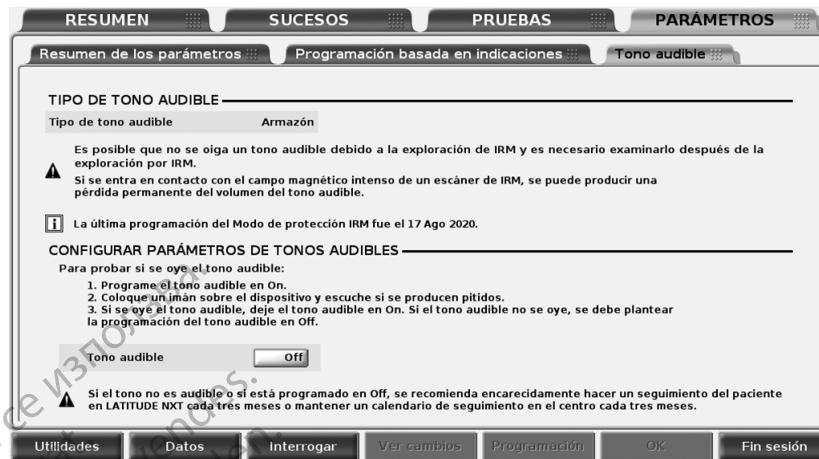 RESUMEN SUCESOS PRUEBAS PARÁMETROS
Resumen de los parámetros Programación basada en indicaciones Tono audible
TIPO DE TONO AUDIBLE
Tipo de tono audible Armazón
Es posible que no se oiga un tono audible debido a la exploración de IRM y es necesario examinarlo después de la
exploración por IRM.
Si se entra en contacto con el campo magnético intenso de un escáner de IRM, se puede producir una
pérdida permanente del volumen del tono audible.
i La última programación del Modo de protección IRM fue el 17 Ago 2020.
CONFIGURAR PARÁMETROS DE TONOS AUDIBLES
Para probar si se oye el tono audible:
1. Programe el tono audible en On.
2. Coloque un imán sobre el dispositivo y escuche si se producen pitidos.
3. Si se oye el tono audible, deje el tono audible en On. Si el tono audible no se oye, se debe plantear
la programación del tono audible en Off.
Tono audible Off
Si el tono no es audible o si está programado en Off, se recomienda encarecidamente hacer un seguimiento del paciente
en LATITUDE NXT cada tres meses o mantener un calendario de seguimiento en el centro cada tres meses.
Utilidades Datos Interrogar Ver cambios Programación OK Fin sesión
се използва.